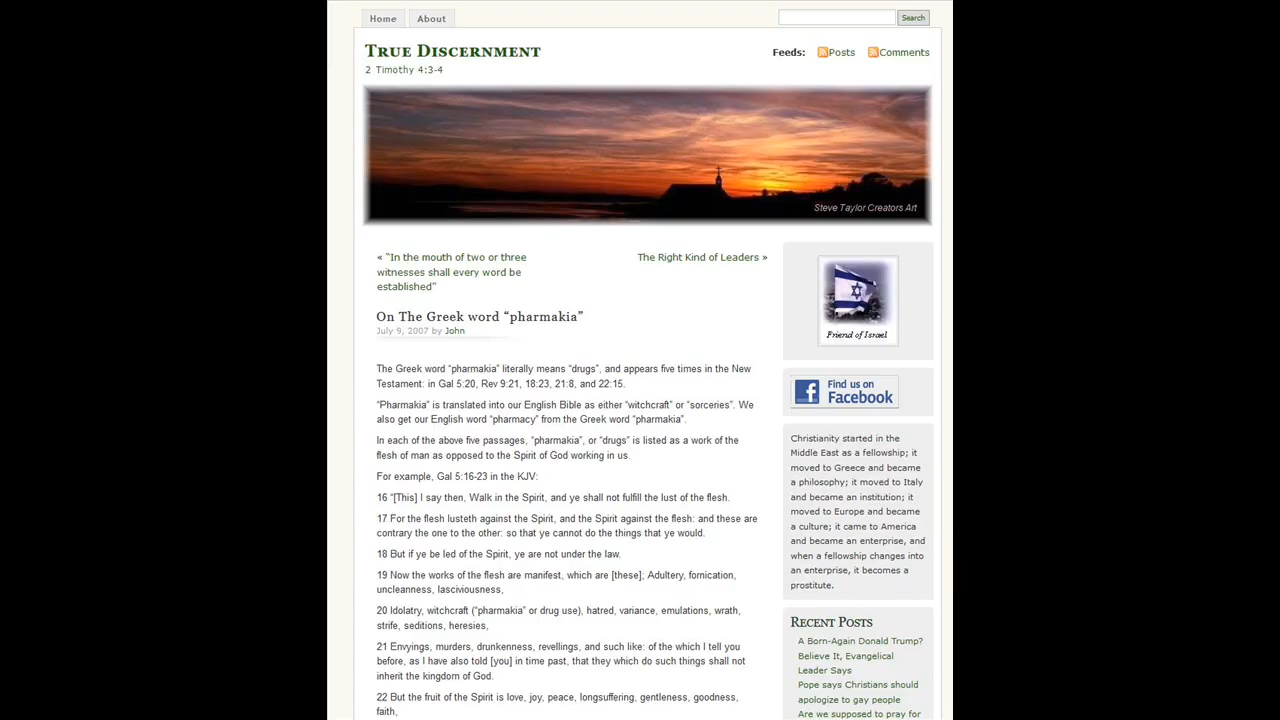 Home
About
Search
True Discernment
2 Timothy 4:3-4
Feeds:
Posts
Comments
Steve Taylor Creators Art
« “In the mouth of two or three
witnesses shall every word be
established”
The Right Kind of Leaders »
On The Greek word “pharmakia”
July 9, 2007 by John
The Greek word “pharmakia” literally means “drugs”, and appears five times in the New
Testament: in Gal 5:20, Rev 9:21, 18:23, 21:8, and 22:15.
“Pharmakia” is translated into our English Bible as either “witchcraft” or “sorceries”. We
also get our English word “pharmacy” from the Greek word “pharmakia”.
In each of the above five passages, “pharmakia”, or “drugs” is listed as a work of the
flesh of man as opposed to the Spirit of God working in us.
For example, Gal 5:16-23 in the KJV:
16 “[This] I say then, Walk in the Spirit, and ye shall not fulfill the lust of the flesh.
17 For the flesh lusteth against the Spirit, and the Spirit against the flesh: and these are
contrary the one to the other: so that ye cannot do the things that ye would.
18 But if ye be led of the Spirit, ye are not under the law.
19 Now the works of the flesh are manifest, which are [these]; Adultery, fornication,
uncleanness, lasciviousness,
20 Idolatry, witchcraft (“pharmakia” or drug use), hatred, variance, emulations, wrath,
strife, seditions, heresies,
21 Envyings, murders, drunkenness, revellings, and such like: of the which I tell you
before, as I have also told [you] in time past, that they which do such things shall not
inherit the kingdom of God.
22 But the fruit of the Spirit is love, joy, peace, longsuffering, gentleness, goodness,
faith,
Friend of Israel
Find us on
Facebook
Christianity started in the
Middle East as a fellowship; it
moved to Greece and became
a philosophy; it moved to Italy
and became an institution; it
moved to Europe and became
a culture; it came to America
and became an enterprise, and
when a fellowship changes into
an enterprise, it becomes a
prostitute.
Recent Posts
A Born-Again Donald Trump?
Believe It, Evangelical
Leader Says
Pope says Christians should
apologize to gay people
Are we supposed to pray for